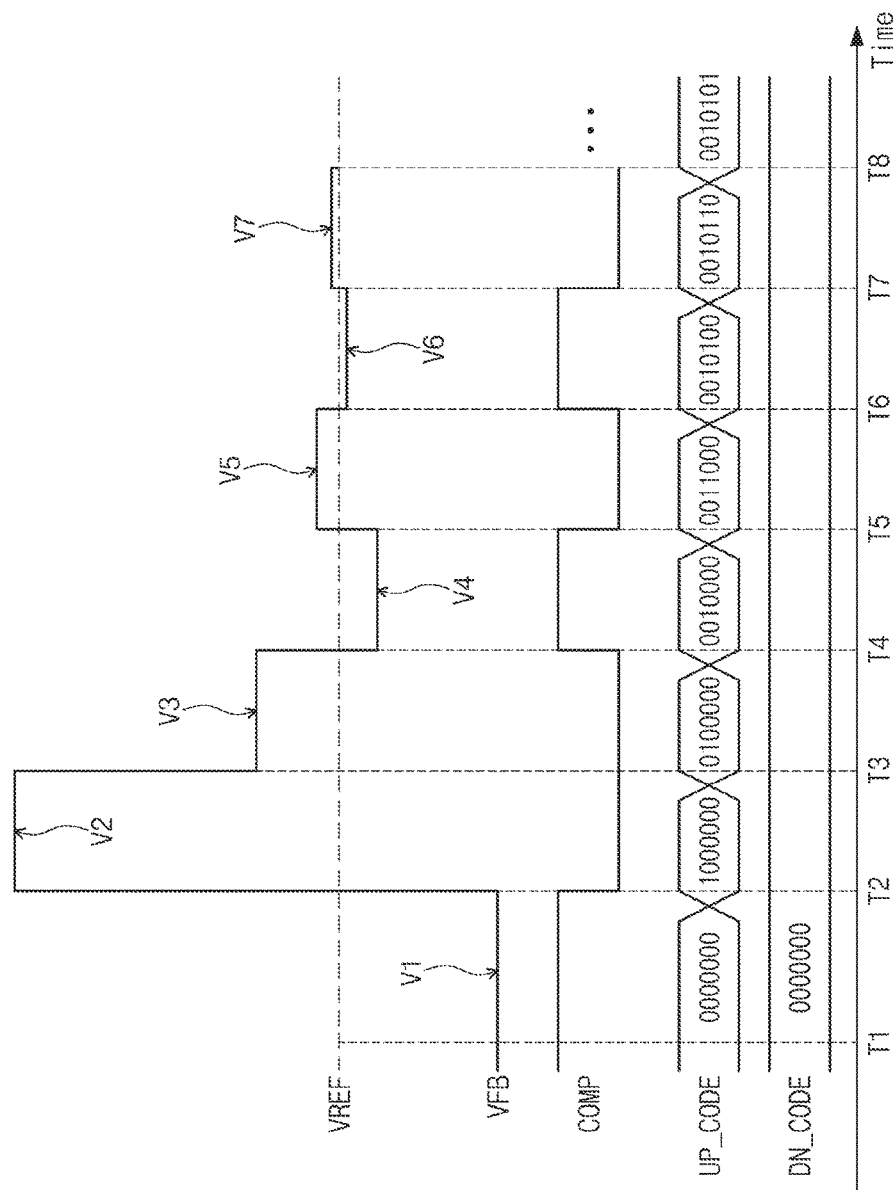 V2
V3
V5
V7
VREF
V1
V4
V6
VFB
COMP
...
UP_CODE 0000000 1000000 0100000 0010000 0011000 0010100 0010110 0010101
DN_CODE 0000000
T1 T2 T3 T4 T5 T6 T7 T8 Time